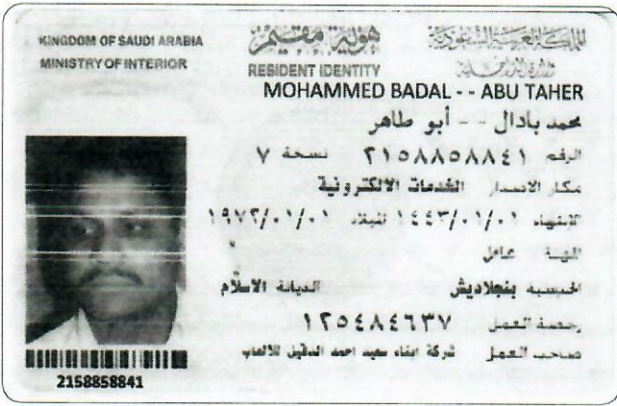 KINGDOM OF SAUDI ARABIA
MINISTRY OF INTERIOR
هوية مقيم
RESIDENT IDENTITY
المملكة العربية السعودية
وزارة الداخلية
MOHAMMED BADAL - - ABU TAHER
محمد بادال - - أبو طاهر
الرقم ٢١٥٨٨٥٨٨٤١ نسخة ٧
مكان الاصدار الخدمات الالكترونية
الانتهاء ١٤٤٣/٠١/٠١ الميلاد ١٩٧٣/٠١/٠١
المهنة عامل
الجنسية بنجلاديش الديانة الاسلام
رخصة العمل ١٢٥٤٨٤٦٣٧
صاحب العمل شركة ابناء سعيد احمد الدقيل للالعاب
2158858841